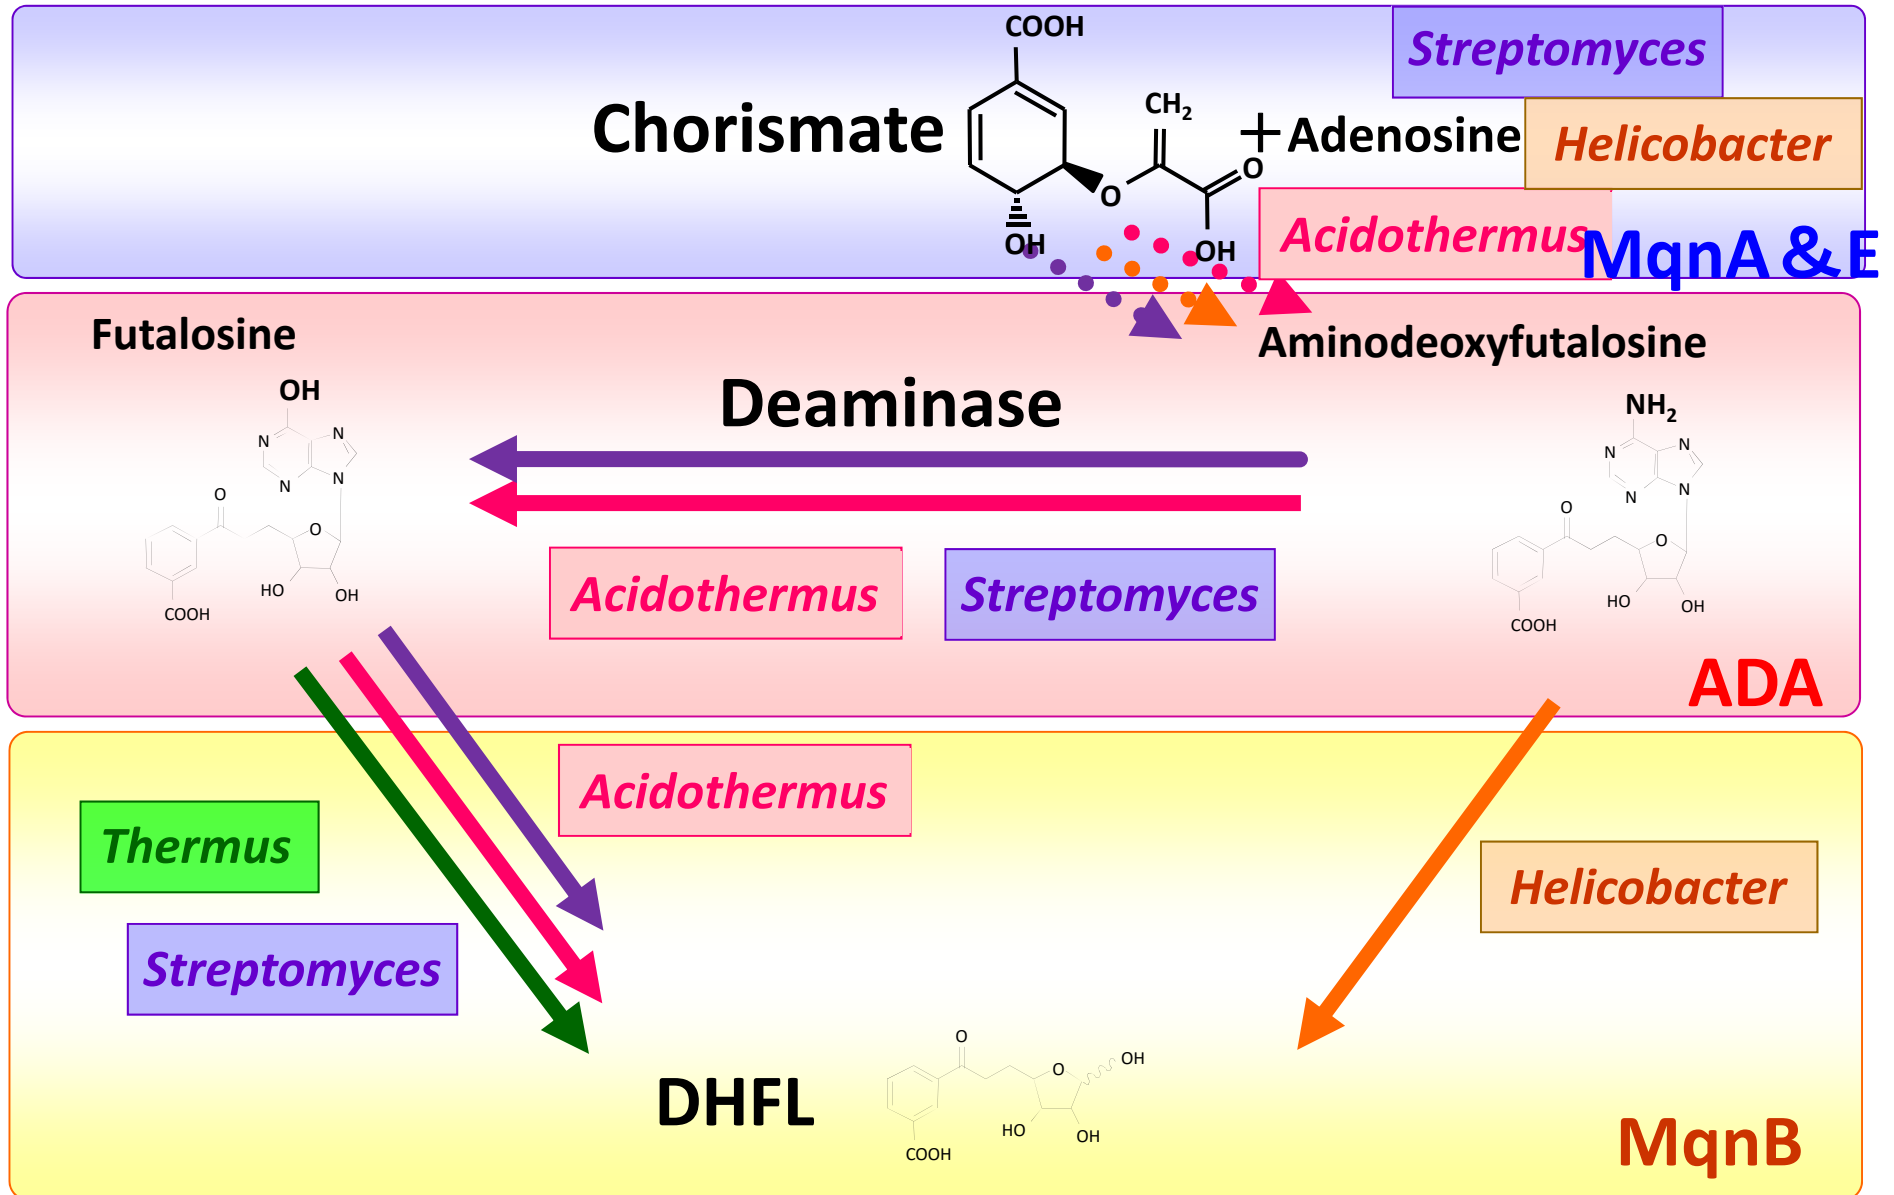 COOH
Streptomyces
CH2
Chorismate
+Adenosine
Helicobacter
O
O
Acidothermus
OH
OH
MqnA&E
Futalosine
Aminodeoxyfutalosine
OH
Deaminase
NH2
N
N
N
N
N
N
N
N
O
O
O
O
HO
OH
HO
OH
COOH
COOH
Acidothermus
Streptomyces
ADA
Acidothermus
Thermus
Helicobacter
Streptomyces
O
O
OH
DHFL
HO
OH
COOH
MqnB